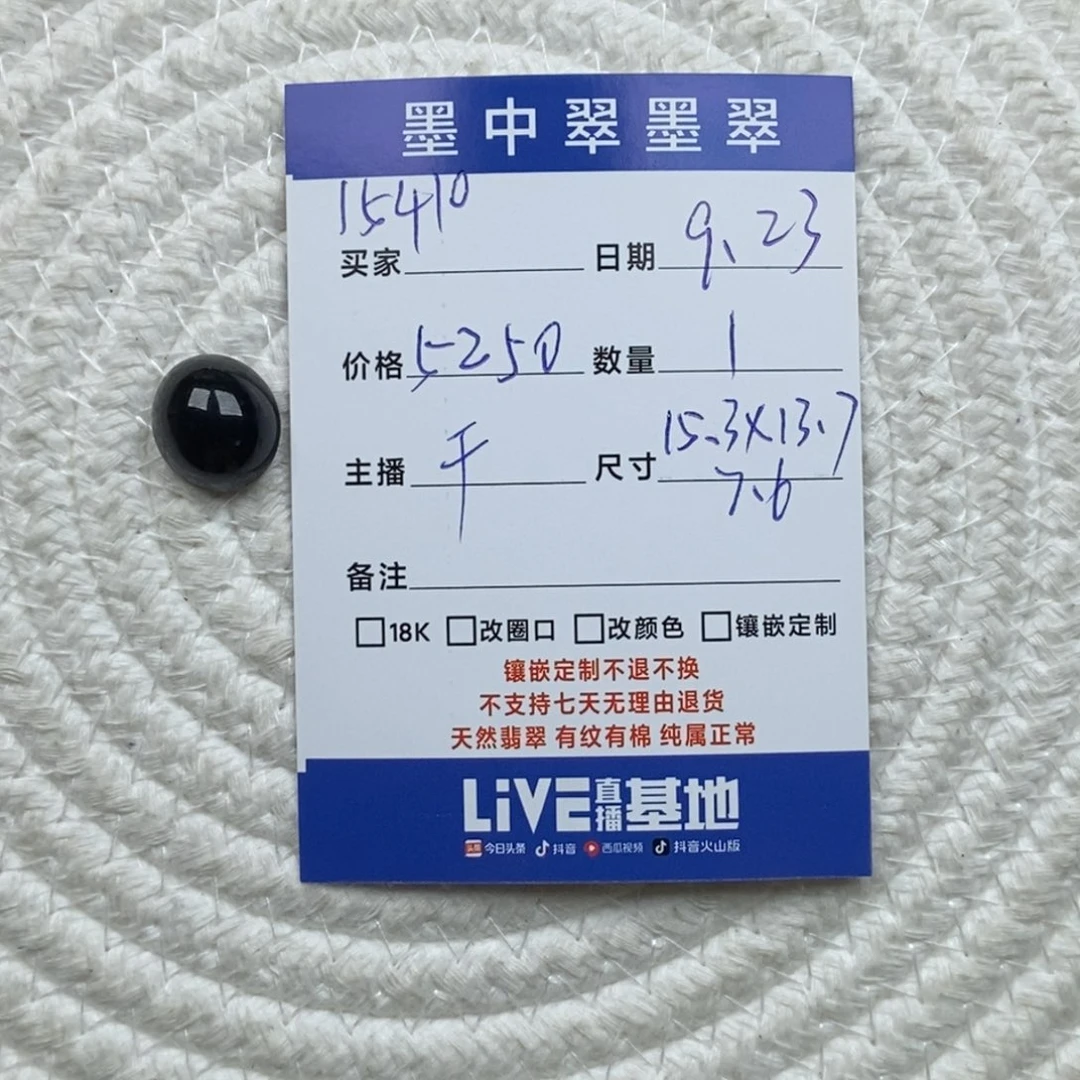 墨中翠墨翠
15410
买家 日期 9.23
价格 5250 数量 1
主播 千 尺寸 15.3X13.7
7.6
备注
18K 改圈口 改颜色 镶嵌定制
镶嵌定制不退不换
不支持七天无理由退货
天然翡翠 有纹有棉 纯属正常
LiVE直播基地
头条 今日头条 抖音 西瓜视频 抖音火山版